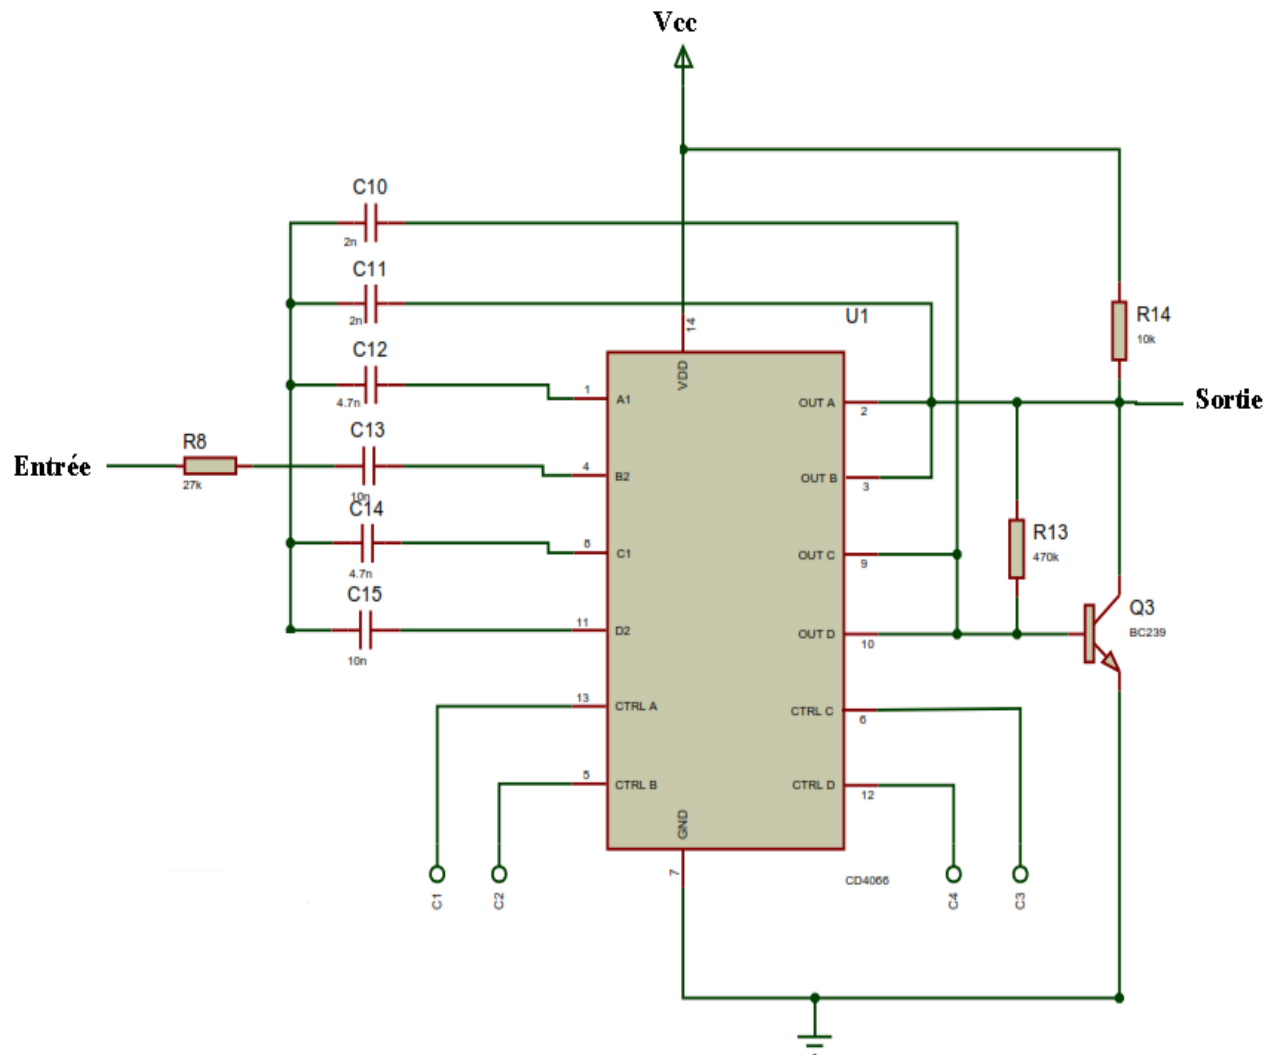 Vcc
C10
2n
C11
2n
C12
4.7n
C13
10n
C14
4.7n
C15
10n
Entrée
R8
27k
U1
14
VDD
1
A1
4
B2
8
C1
11
D2
13
CTRL A
5
CTRL B
OUT A
2
OUT B
3
OUT C
9
OUT D
10
CTRL C
6
CTRL D
12
GND
7
CD4066
R14
10k
Sortie
R13
470k
Q3
BC239
C1
C2
C4
C3